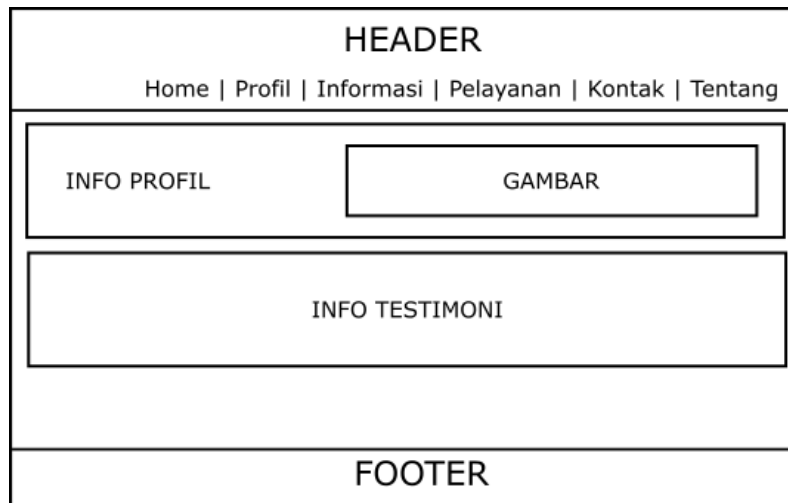 HEADER
Home | Profil | Informasi | Pelayanan | Kontak | Tentang
INFO PROFIL
GAMBAR
INFO TESTIMONI
FOOTER